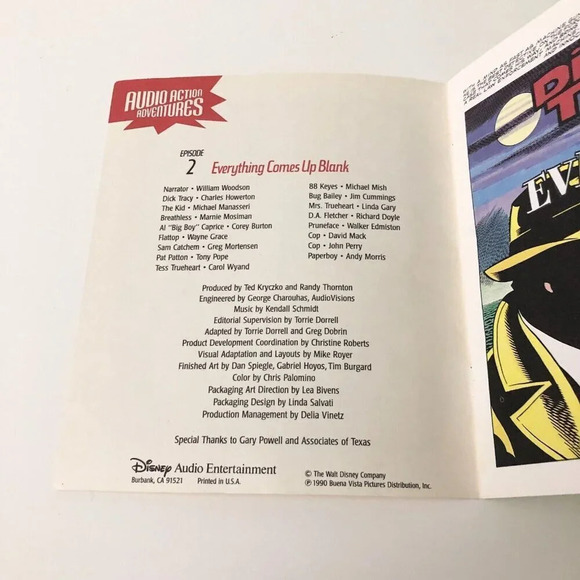 AUDIO ACTION
ADVENTURES
EPISODE
2 Everything Comes Up Blank
Narrator • William Woodson
Dick Tracy • Charles Howerton
The Kid • Michael Manasseri
Breathless • Marnie Mosiman
Al "Big Boy" Caprice • Corey Burton
Flattop • Wayne Grace
Sam Catchem • Greg Mortensen
Pat Patton • Tony Pope
Tess Trueheart • Carol Wyand
88 Keyes • Michael Mish
Bug Bailey • Jim Cummings
Mrs. Trueheart • Linda Gary
D.A. Fletcher • Richard Doyle
Pruneface • Walker Edmiston
Cop • David Mack
Cop • John Perry
Paperboy • Andy Morris
Produced by Ted Kryczko and Randy Thornton
Engineered by George Charouhas, AudioVisions
Music by Kendall Schmidt
Editorial Supervision by Torrie Dorrell
Adapted by Torrie Dorrell and Greg Dobrin
Product Development Coordination by Christine Roberts
Visual Adaptation and Layouts by Mike Royer
Finished Art by Dan Spiegle, Gabriel Hoyos, Tim Burgard
Color by Chris Palomino
Packaging Art Direction by Lea Bivens
Packaging Design by Linda Salvati
Production Management by Delia Vinetz
Special Thanks to Gary Powell and Associates of Texas
Disney Audio Entertainment
Burbank, CA 91521 Printed in U.S.A.
© The Walt Disney Company
℗ 1990 Buena Vista Pictures Distribution, Inc.
D
T
EV